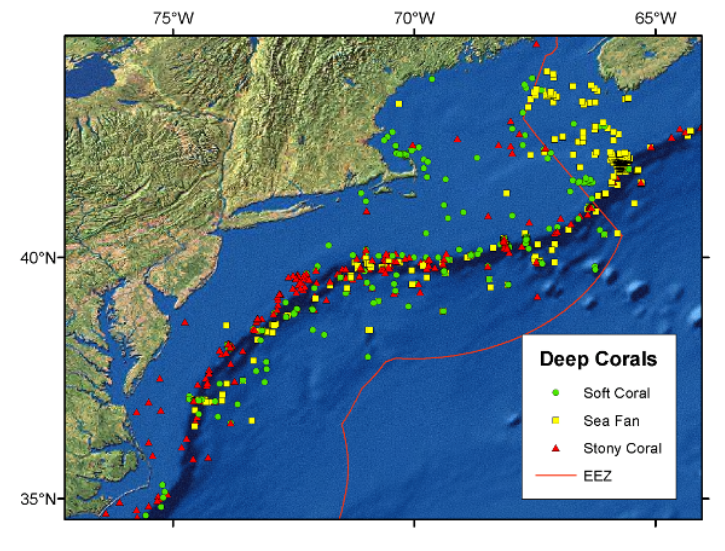 75°W
70°W
65°W
40°N
35°N
Deep Corals
Soft Coral
Sea Fan
Stony Coral
EEZ